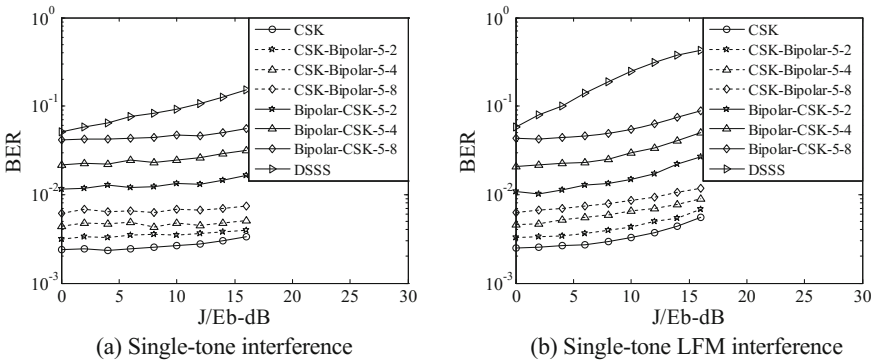 10⁰
10⁻¹
10⁻²
10⁻³
BER
0 5 10 15 20 25 30
J/Eb-dB
CSK
CSK-Bipolar-5-2
CSK-Bipolar-5-4
CSK-Bipolar-5-8
Bipolar-CSK-5-2
Bipolar-CSK-5-4
Bipolar-CSK-5-8
DSSS
(a) Single-tone interference
10⁰
10⁻¹
10⁻²
10⁻³
BER
0 5 10 15 20 25 30
J/Eb-dB
CSK
CSK-Bipolar-5-2
CSK-Bipolar-5-4
CSK-Bipolar-5-8
Bipolar-CSK-5-2
Bipolar-CSK-5-4
Bipolar-CSK-5-8
DSSS
(b) Single-tone LFM interference